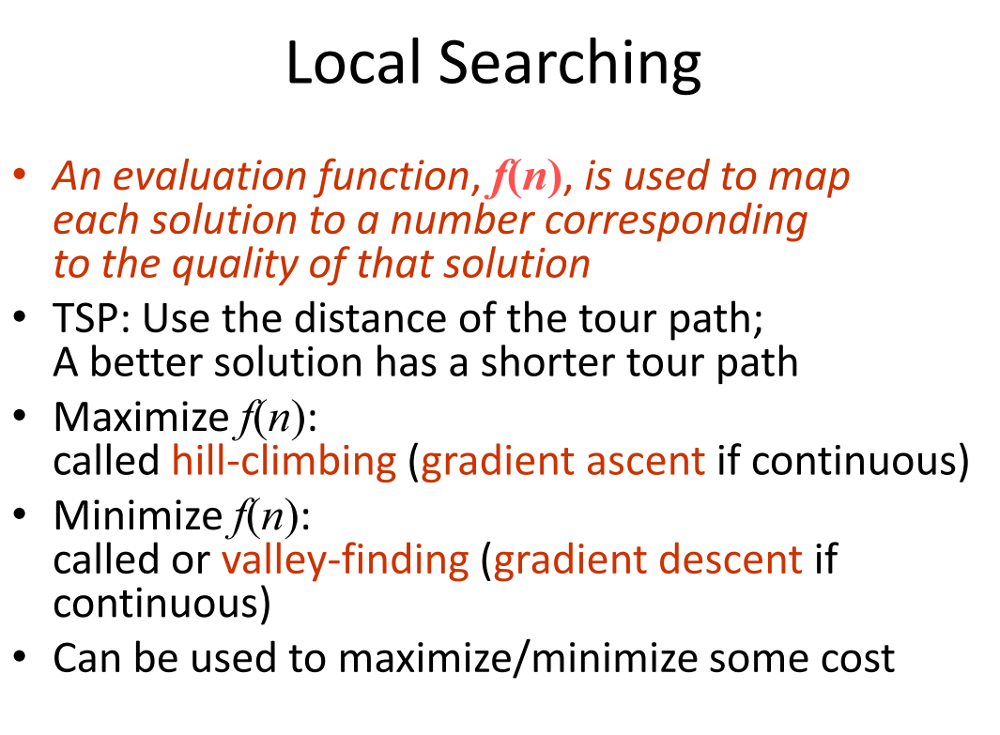 Local Searching
• An evaluation function, f(n), is used to map
each solution to a number corresponding
to the quality of that solution
• TSP: Use the distance of the tour path;
A better solution has a shorter tour path
• Maximize f(n):
called hill-climbing (gradient ascent if continuous)
• Minimize f(n):
called or valley-finding (gradient descent if
continuous)
• Can be used to maximize/minimize some cost